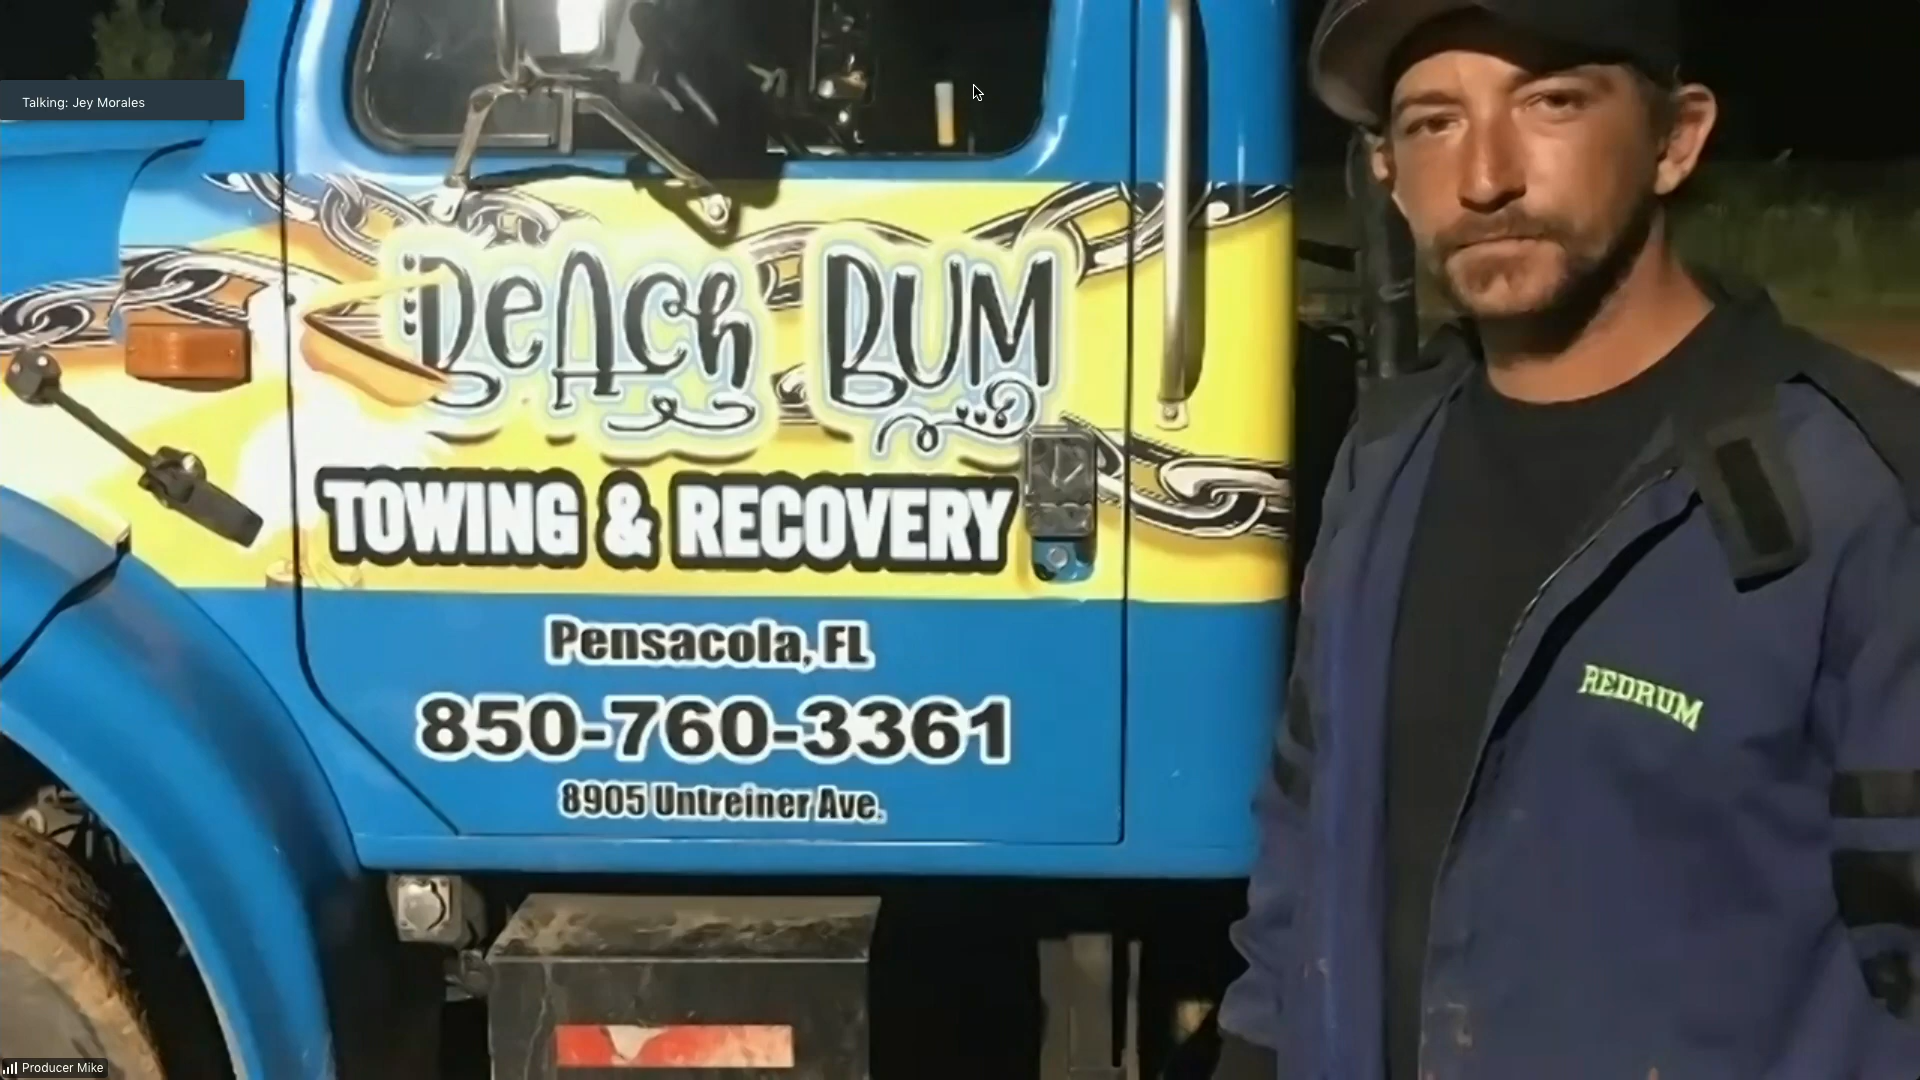 Talking: Jey Morales
BeAch BUM
TOWING & RECOVERY
Pensacola, FL
850-760-3361
8905 Untreiner Ave.
REDRUM
Producer Mike